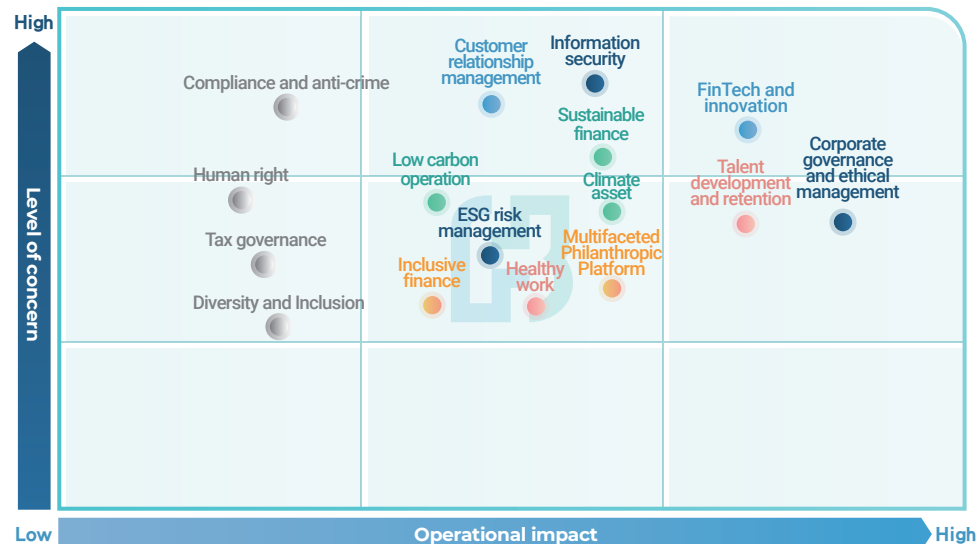 High
Level of concern
Compliance and anti-crime
Customer
relationship
management
Information
security
FinTech and
innovation
Sustainable
finance
Corporate
governance
and ethical
management
Talent
development
and retention
Low carbon
operation
Human right
Climate
asset
ESG risk
management
Tax governance
Multifaceted
Philanthropic
Platform
Inclusive
finance
Healthy
work
Diversity and Inclusion
Low
Operational impact
High